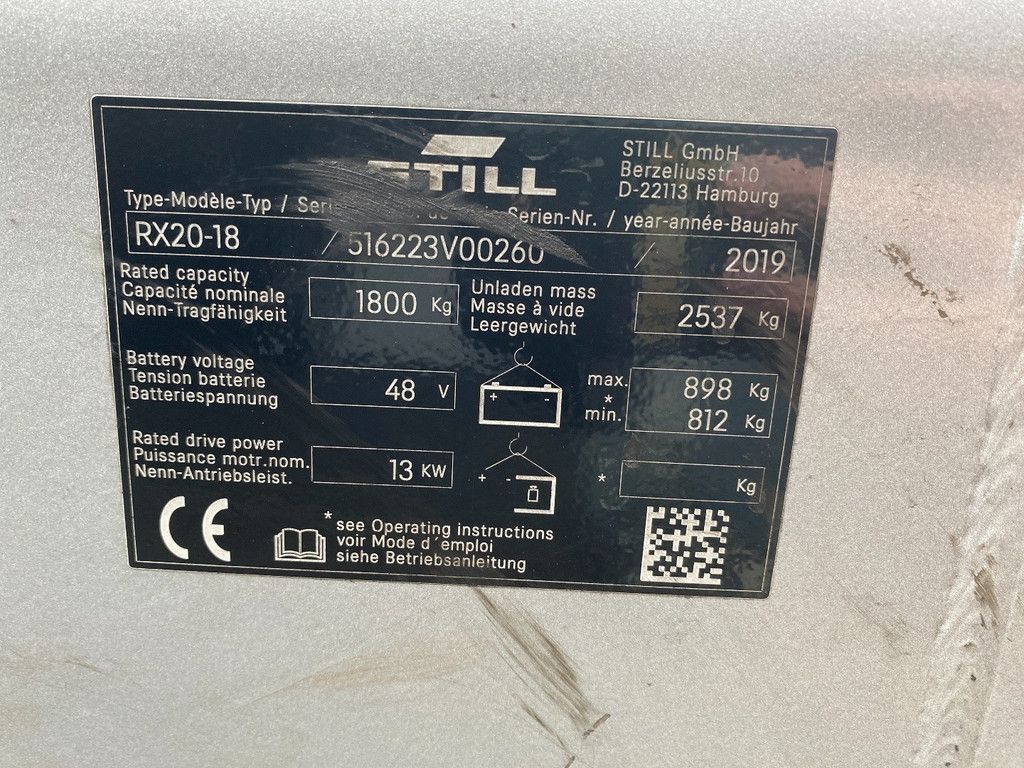 STILL
STILL GmbH
Berzeliusstr.10
D-22113 Hamburg
Type-Modèle-Typ / Serien-Nr. / year-année-Baujahr
RX20-18 / 516223V00260 / 2019
Rated capacity
Capacité nominale
Nenn-Tragfähigkeit
1800 Kg
Unladen mass
Masse à vide
Leergewicht
2537 Kg
Battery voltage
Tension batterie
Batteriespannung
48 V
+ -
max. 898 Kg
*
min. 812 Kg
Rated drive power
Puissance motr.nom.
Nenn-Antriebsleist.
13 KW
+ -
* Kg
CE
* see Operating instructions
voir Mode d´emploi
siehe Betriebsanleitung